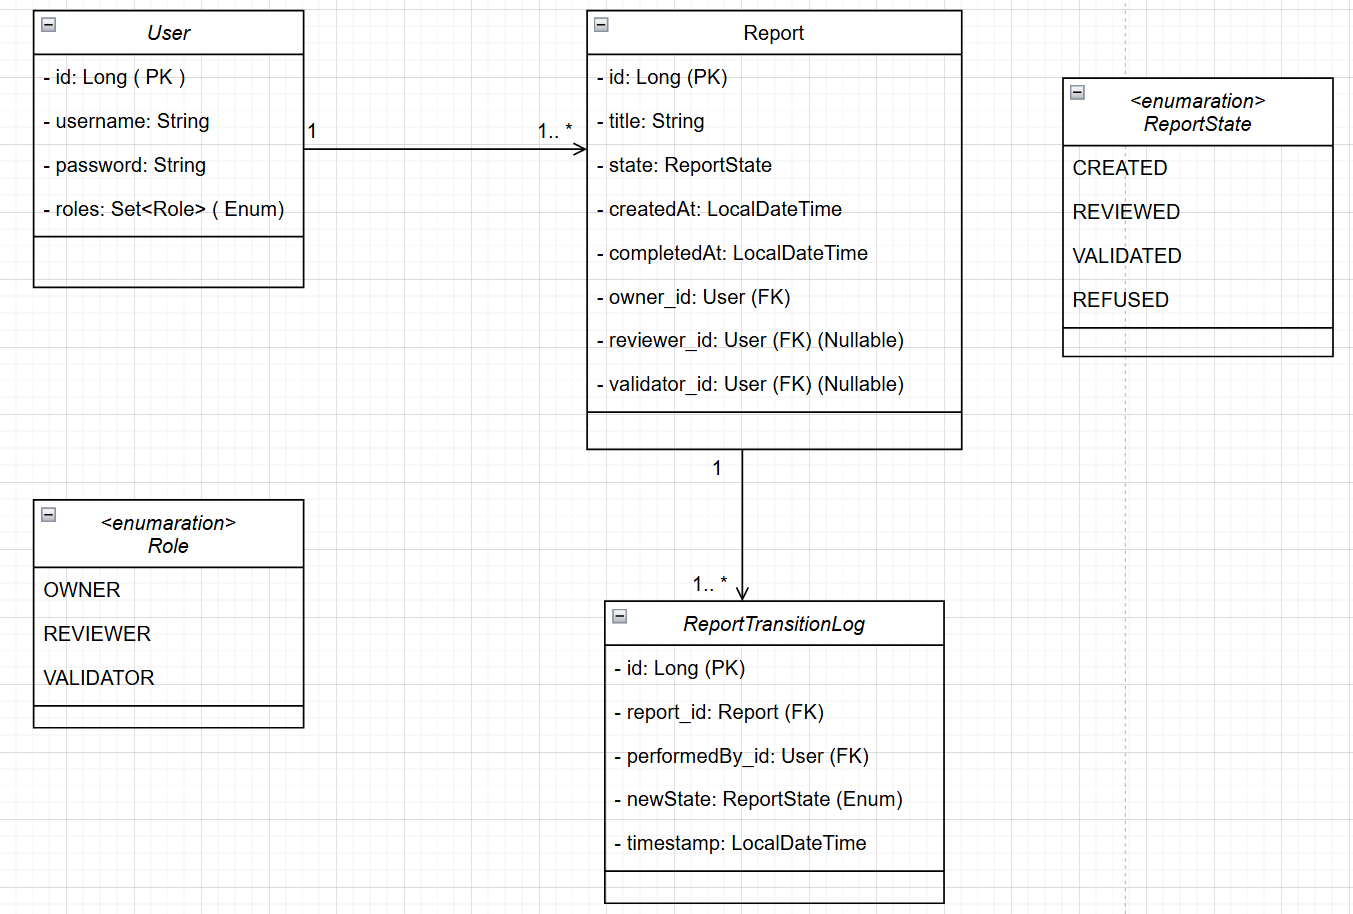 User
- id: Long ( PK )
- username: String
- password: String
- roles: Set<Role> ( Enum)
1
1.. *
Report
- id: Long (PK)
- title: String
- state: ReportState
- createdAt: LocalDateTime
- completedAt: LocalDateTime
- owner_id: User (FK)
- reviewer_id: User (FK) (Nullable)
- validator_id: User (FK) (Nullable)
<enumaration>
ReportState
CREATED
REVIEWED
VALIDATED
REFUSED
1
1.. *
<enumaration>
Role
OWNER
REVIEWER
VALIDATOR
ReportTransitionLog
- id: Long (PK)
- report_id: Report (FK)
- performedBy_id: User (FK)
- newState: ReportState (Enum)
- timestamp: LocalDateTime